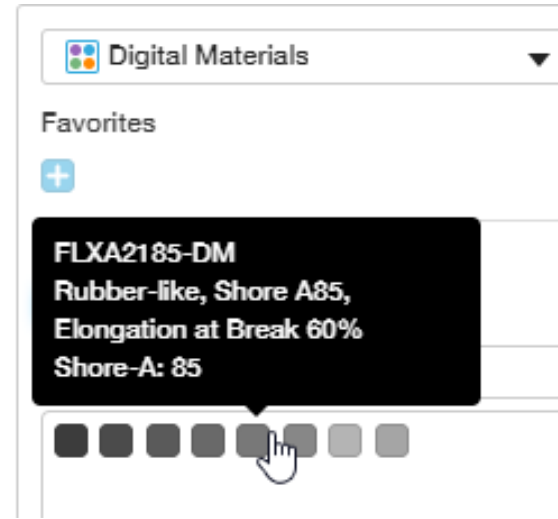 Digital Materials
Favorites
FLXA2185-DM
Rubber-like, Shore A85,
Elongation at Break 60%
Shore-A: 85